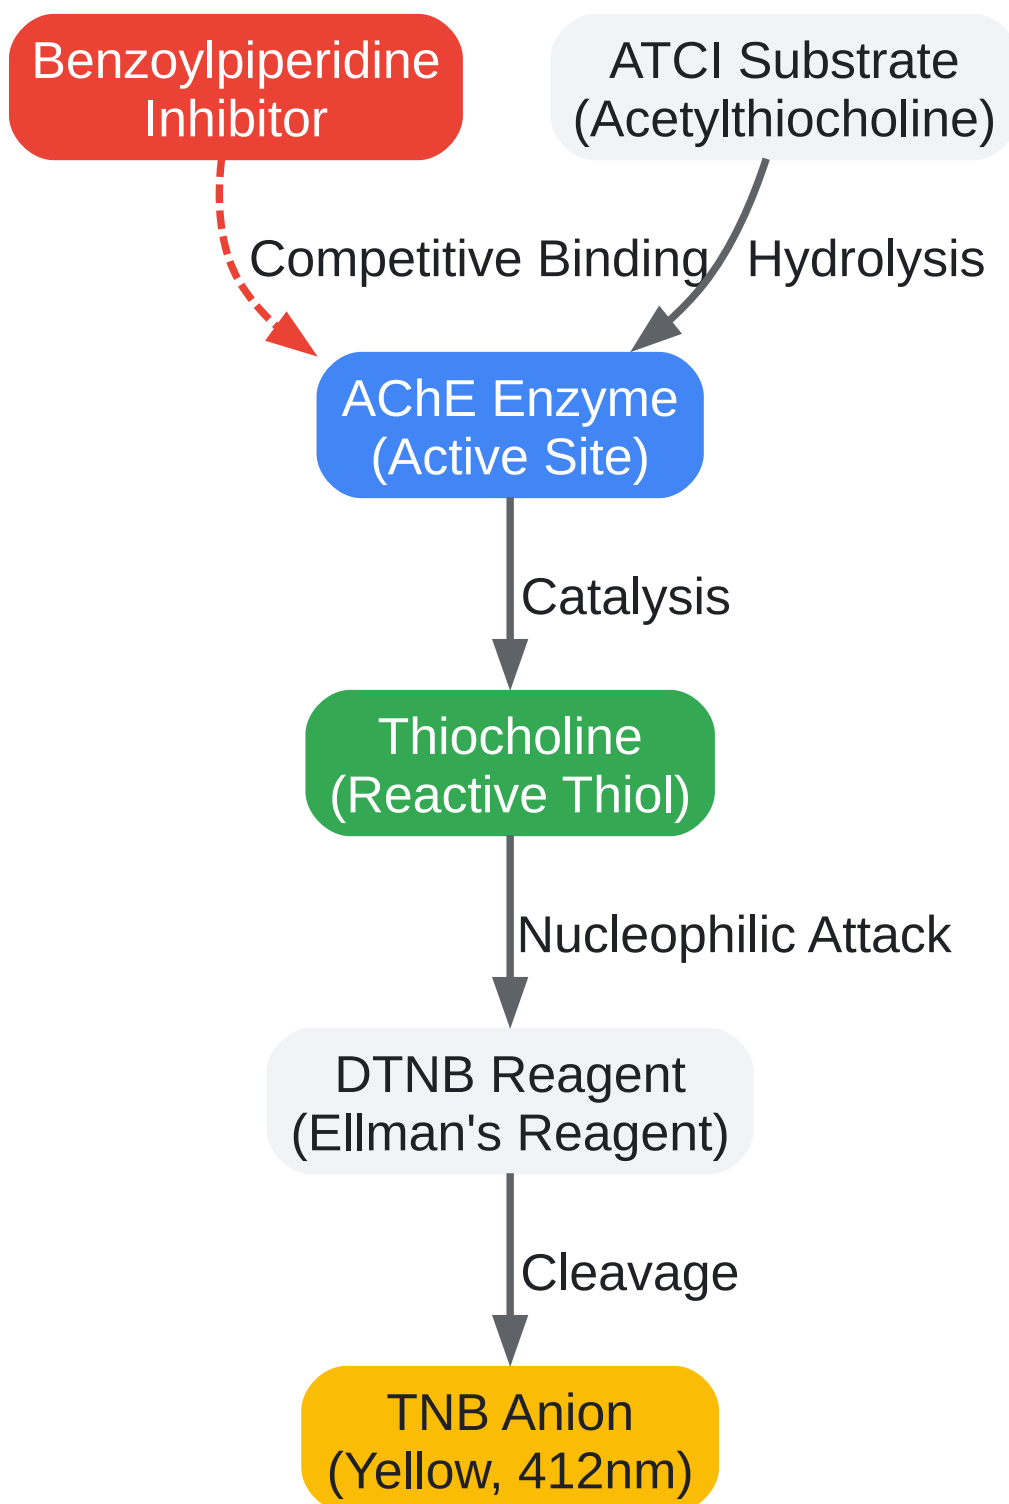 Benzoylpiperidine
Inhibitor
ATCI Substrate
(Acetylthiocholine)
Competitive Binding
Hydrolysis
AChE Enzyme
(Active Site)
Catalysis
Thiocholine
(Reactive Thiol)
Nucleophilic Attack
DTNB Reagent
(Ellman's Reagent)
Cleavage
TNB Anion
(Yellow, 412nm)